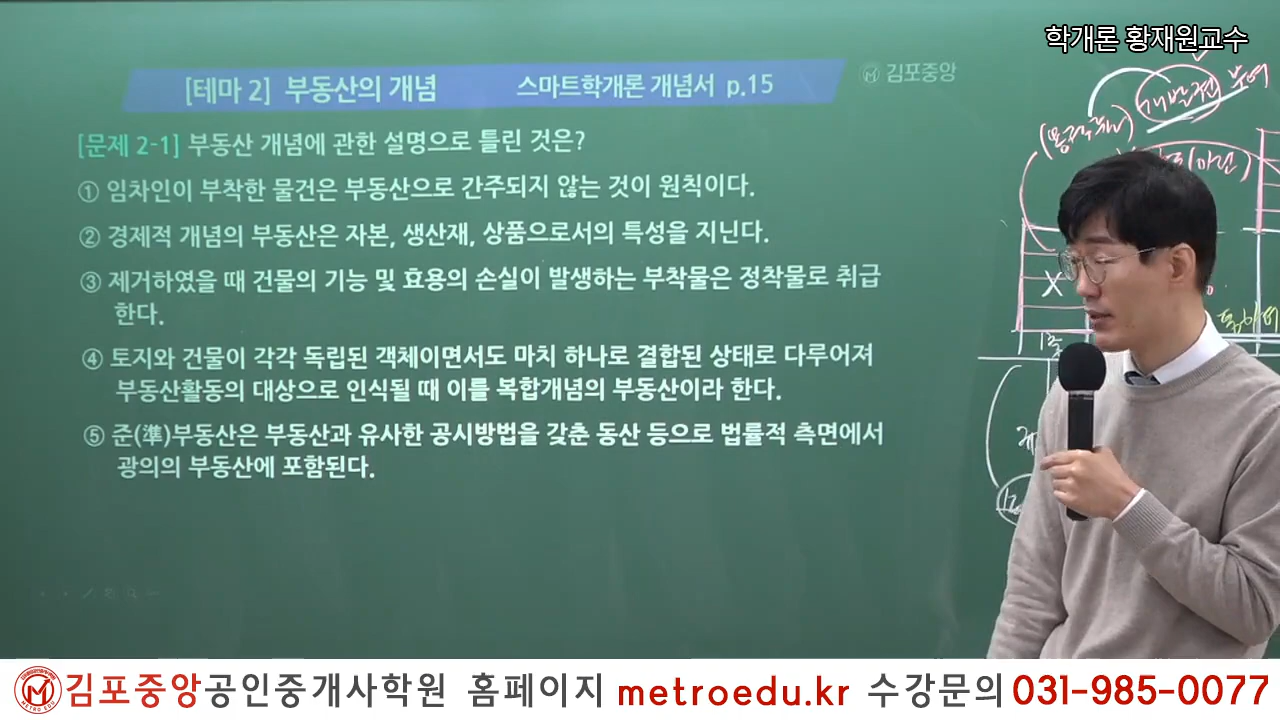 학개론 황재원교수
[테마 2] 부동산의 개념 스마트학개론 개념서 p.15
김포중앙
[문제 2-1] 부동산 개념에 관한 설명으로 틀린 것은?
① 임차인이 부착한 물건은 부동산으로 간주되지 않는 것이 원칙이다.
② 경제적 개념의 부동산은 자본, 생산재, 상품으로서의 특성을 지닌다.
③ 제거하였을 때 건물의 기능 및 효용의 손실이 발생하는 부착물은 정착물로 취급
한다.
④ 토지와 건물이 각각 독립된 객체이면서도 마치 하나로 결합된 상태로 다루어져
부동산활동의 대상으로 인식될 때 이를 복합개념의 부동산이라 한다.
⑤ 준(準)부동산은 부동산과 유사한 공시방법을 갖춘 동산 등으로 법률적 측면에서
광의의 부동산에 포함된다.
김포중앙공인중개사학원 홈페이지 metroedu.kr 수강문의 031-985-0077